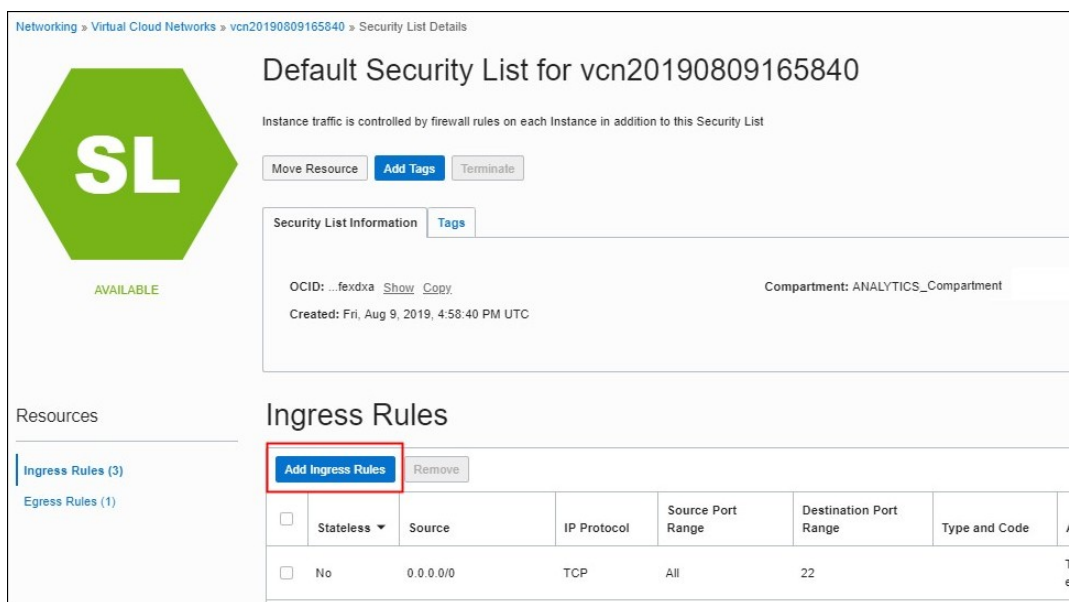 Networking » Virtual Cloud Networks » vcn20190809165840 » Security List Details
SL
AVAILABLE
Default Security List for vcn20190809165840
Instance traffic is controlled by firewall rules on each Instance in addition to this Security List
Move Resource Add Tags Terminate
Security List Information Tags
OCID: ...fexdxa Show Copy
Compartment: ANALYTICS_Compartment
Created: Fri, Aug 9, 2019, 4:58:40 PM UTC
Resources
Ingress Rules (3)
Egress Rules (1)
Ingress Rules
Add Ingress Rules Remove
Stateless Source IP Protocol Source Port Range Destination Port Range Type and Code
No 0.0.0.0/0 TCP All 22